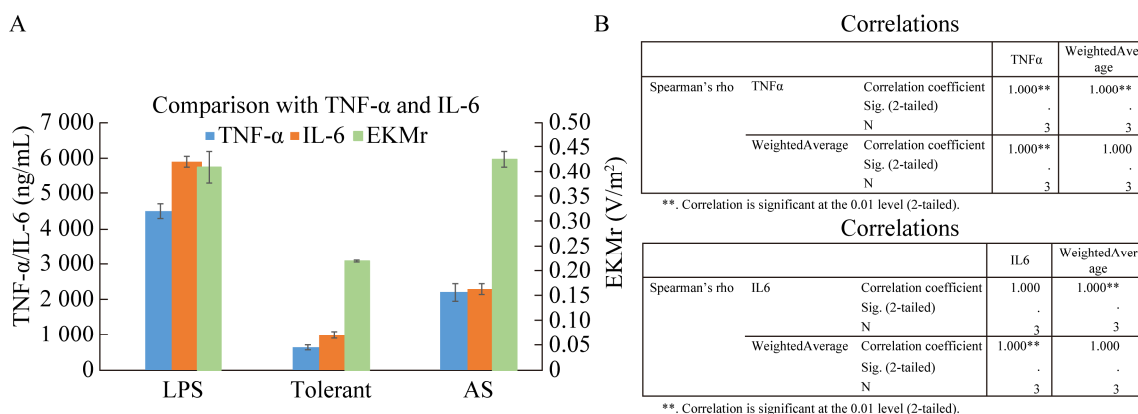 A
Comparison with TNF-α and IL-6
TNF-α IL-6 EKMr
TNF-α/IL-6 (ng/mL)
7 000
6 000
5 000
4 000
3 000
2 000
1 000
0
0.50
0.45
0.40
0.35
0.30
0.25
0.20
0.15
0.10
0.05
0
EKMr (V/m²)
LPS Tolerant AS
B
Correlations
TNFα WeightedAver
age
Spearman's rho TNFα Correlation coefficient 1.000** 1.000**
Sig. (2-tailed) . .
N 3 3
WeightedAverage Correlation coefficient 1.000** 1.000
Sig. (2-tailed) . .
N 3 3
**. Correlation is significant at the 0.01 level (2-tailed).
Correlations
IL6 WeightedAver
age
Spearman's rho IL6 Correlation coefficient 1.000 1.000**
Sig. (2-tailed) . .
N 3 3
WeightedAverage Correlation coefficient 1.000** 1.000
Sig. (2-tailed) . .
N 3 3
**. Correlation is significant at the 0.01 level (2-tailed).